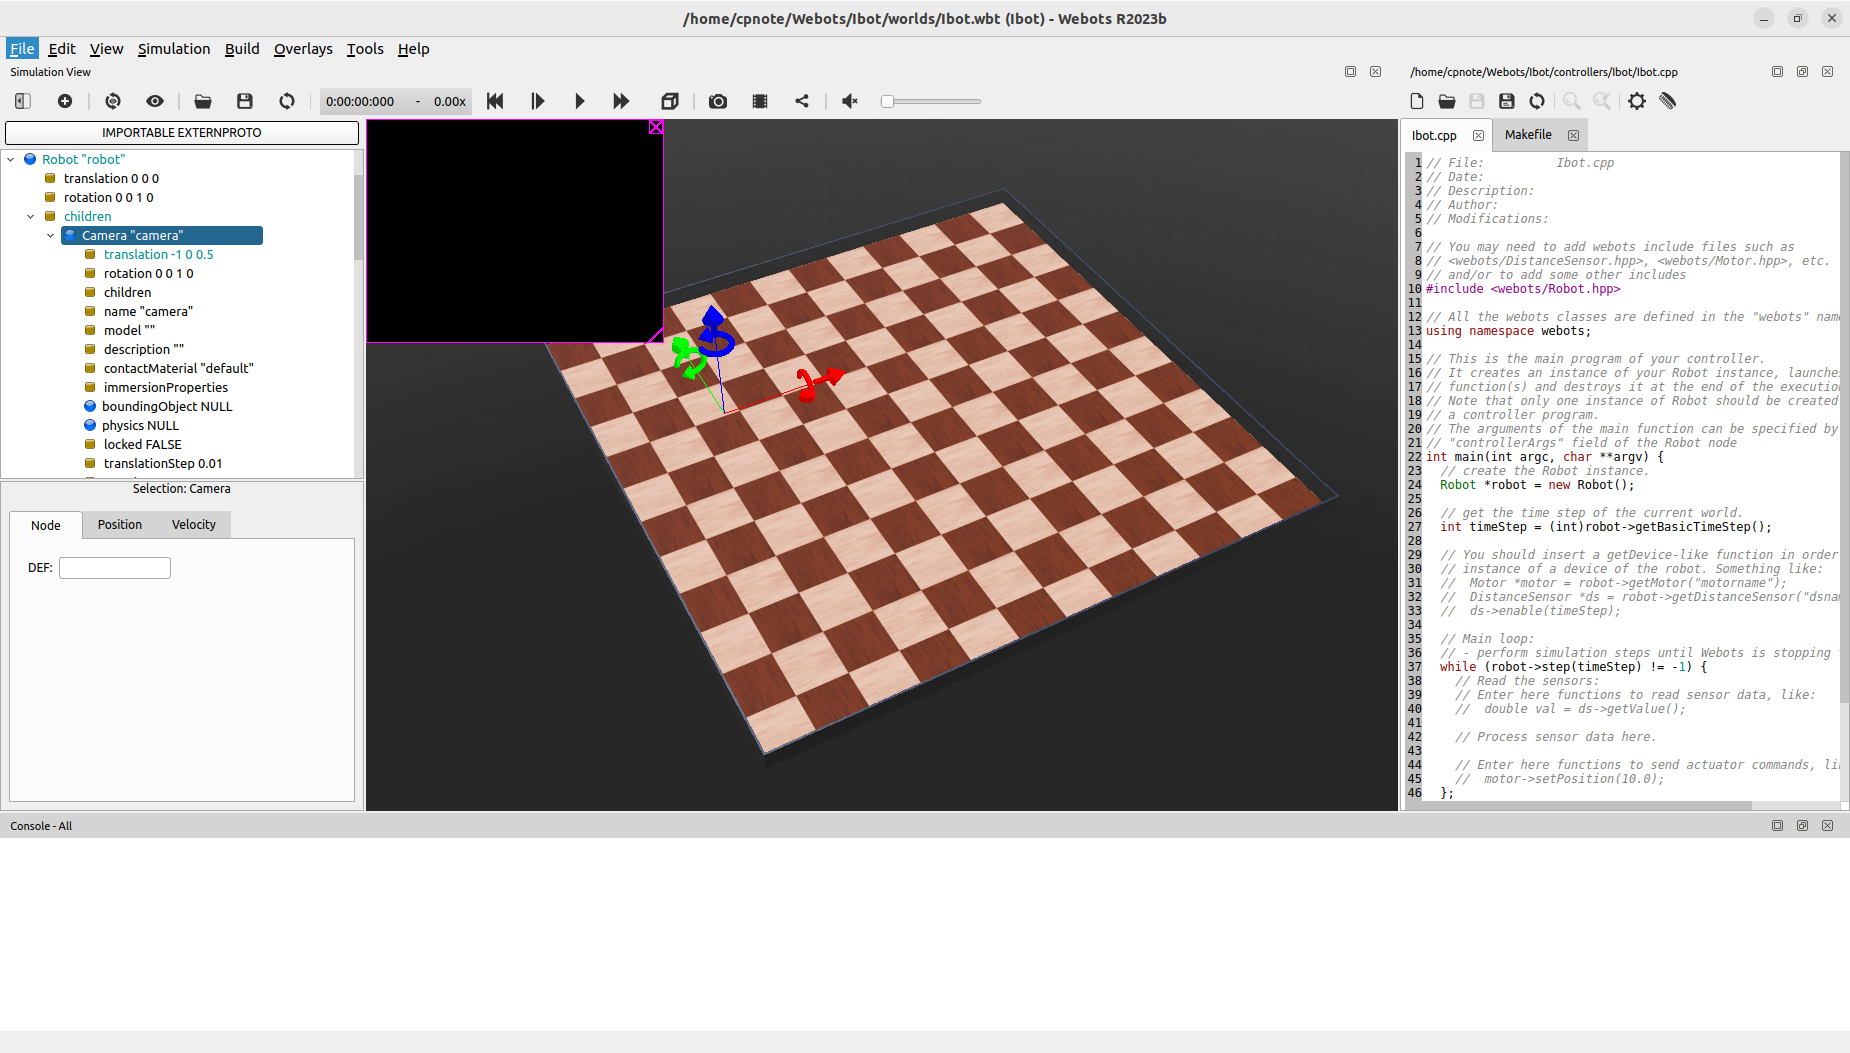 /home/cpnote/Webots/Ibot/worlds/Ibot.wbt (Ibot) - Webots R2023b
File Edit View Simulation Build Overlays Tools Help
Simulation View
0:00:00:000 - 0.00x
IMPORTABLE EXTERNPROTO
Robot "robot"
translation 0 0 0
rotation 0 0 1 0
children
Camera "camera"
translation -1 0 0.5
rotation 0 0 1 0
children
name "camera"
model ""
description ""
contactMaterial "default"
immersionProperties
boundingObject NULL
physics NULL
locked FALSE
translationStep 0.01
Selection: Camera
Node Position Velocity
DEF:
/home/cpnote/Webots/Ibot/controllers/Ibot/Ibot.cpp
Ibot.cpp Makefile
1 // File: Ibot.cpp
2 // Date:
3 // Description:
4 // Author:
5 // Modifications:
6
7 // You may need to add webots include files such as
8 // <webots/DistanceSensor.hpp>, <webots/Motor.hpp>, etc.
9 // and/or to add some other includes
10 #include <webots/Robot.hpp>
11
12 // All the webots classes are defined in the "webots" nam
13 using namespace webots;
14
15 // This is the main program of your controller.
16 // It creates an instance of your Robot instance, launche
17 // function(s) and destroys it at the end of the executio
18 // Note that only one instance of Robot should be created
19 // a controller program.
20 // The arguments of the main function can be specified by
21 // "controllerArgs" field of the Robot node
22 int main(int argc, char **argv) {
23 // create the Robot instance.
24 Robot *robot = new Robot();
25
26 // get the time step of the current world.
27 int timeStep = (int)robot->getBasicTimeStep();
28
29 // You should insert a getDevice-like function in order
30 // instance of a device of the robot. Something like:
31 // Motor *motor = robot->getMotor("motorname");
32 // DistanceSensor *ds = robot->getDistanceSensor("dsna
33 // ds->enable(timeStep);
34
35 // Main loop:
36 // - perform simulation steps until Webots is stopping
37 while (robot->step(timeStep) != -1) {
38 // Read the sensors:
39 // Enter here functions to read sensor data, like:
40 // double val = ds->getValue();
41
42 // Process sensor data here.
43
44 // Enter here functions to send actuator commands, li
45 // motor->setPosition(10.0);
46 };
Console - All